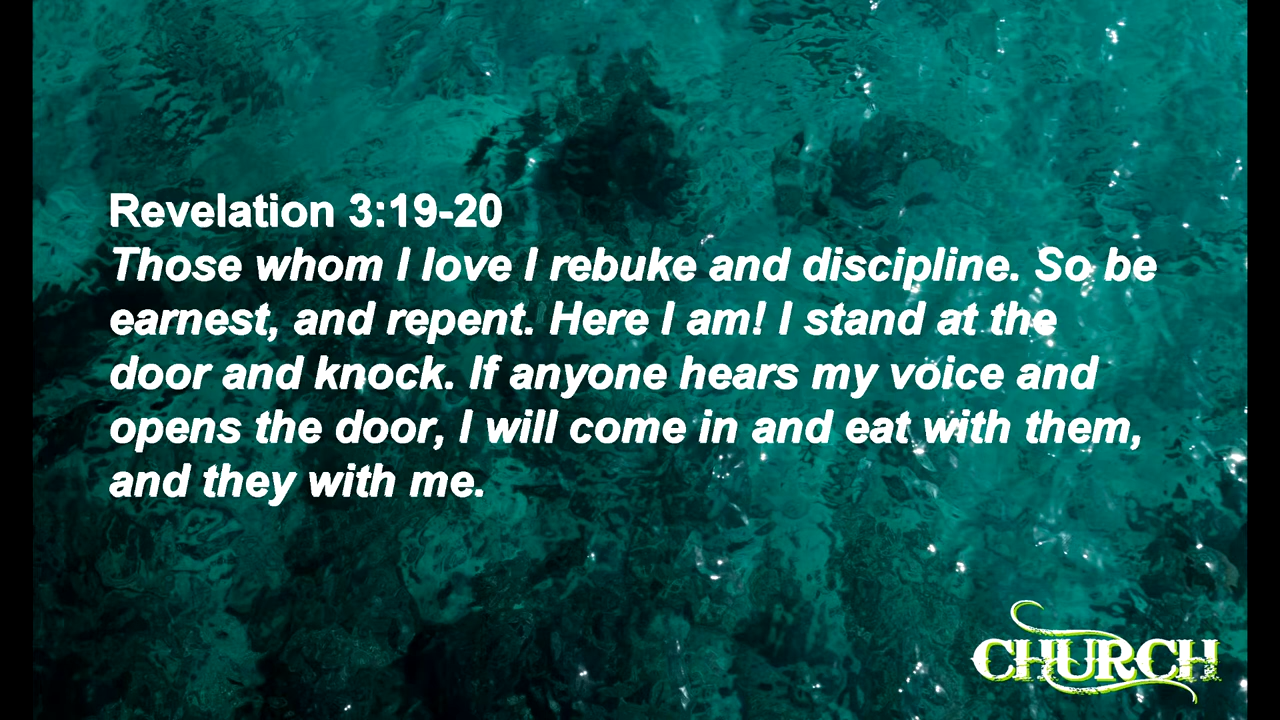 Revelation 3:19-20
Those whom I love I rebuke and discipline. So be
earnest, and repent. Here I am! I stand at the
door and knock. If anyone hears my voice and
opens the door, I will come in and eat with them,
and they with me.
CHURCH